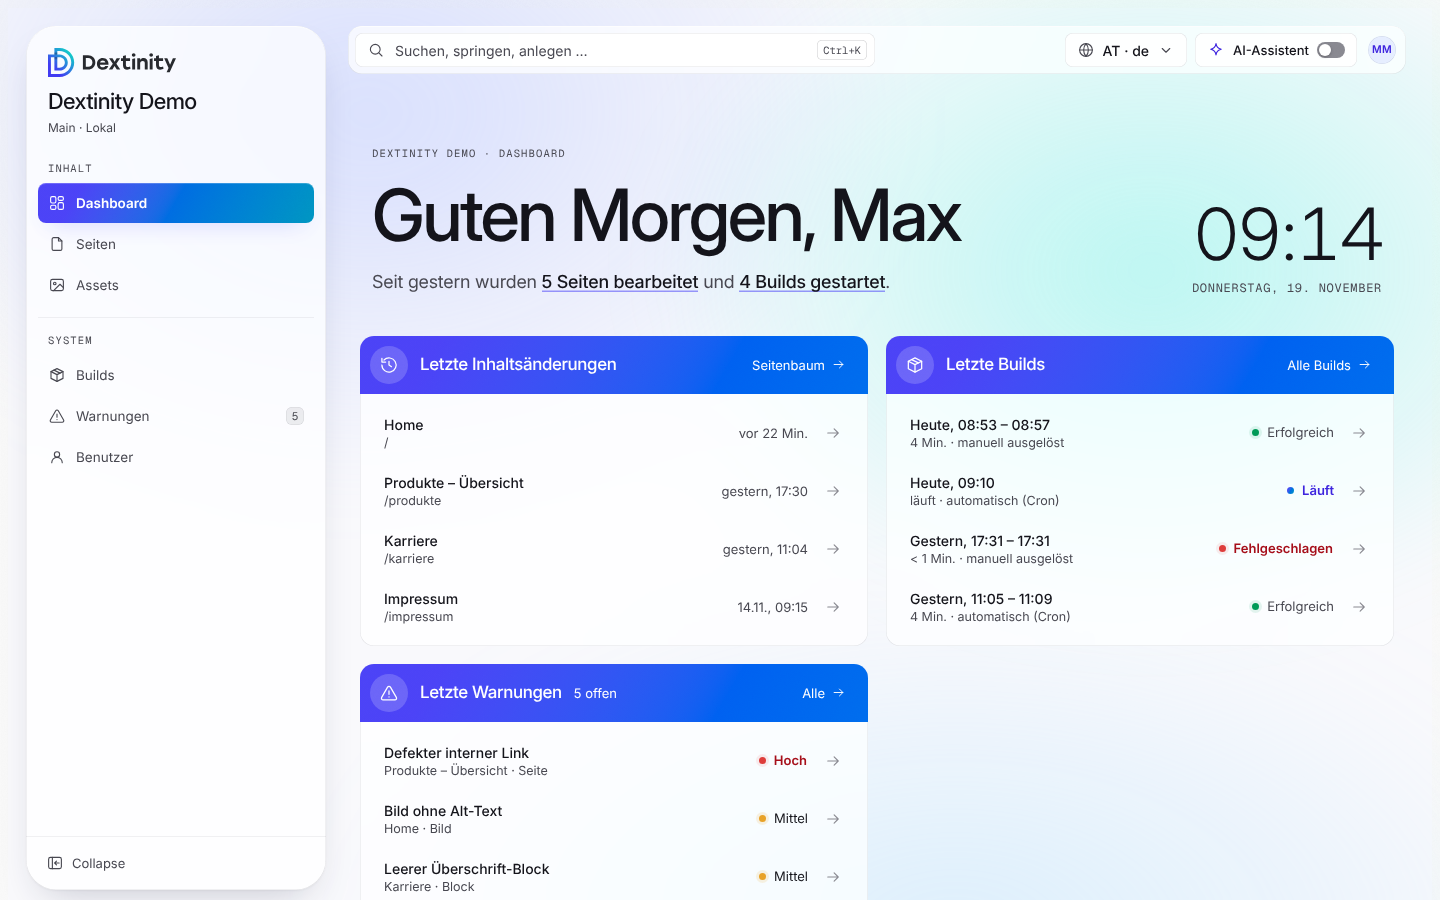 Dextinity
Dextinity Demo
Main · Lokal
INHALT
Dashboard
Seiten
Assets
SYSTEM
Builds
Warnungen 5
Benutzer
Collapse
Suchen, springen, anlegen ... Ctrl+K
AT · de
AI-Assistent
MM
DEXTINITY DEMO · DASHBOARD
Guten Morgen, Max
Seit gestern wurden 5 Seiten bearbeitet und 4 Builds gestartet.
09:14
DONNERSTAG, 19. NOVEMBER
Letzte Inhaltsänderungen Seitenbaum →
Home
/
vor 22 Min. →
Produkte – Übersicht
/produkte
gestern, 17:30 →
Karriere
/karriere
gestern, 11:04 →
Impressum
/impressum
14.11., 09:15 →
Letzte Builds Alle Builds →
Heute, 08:53 – 08:57
4 Min. · manuell ausgelöst
Erfolgreich →
Heute, 09:10
läuft · automatisch (Cron)
Läuft →
Gestern, 17:31 – 17:31
< 1 Min. · manuell ausgelöst
Fehlgeschlagen →
Gestern, 11:05 – 11:09
4 Min. · automatisch (Cron)
Erfolgreich →
Letzte Warnungen 5 offen Alle →
Defekter interner Link
Produkte – Übersicht · Seite
Hoch →
Bild ohne Alt-Text
Home · Bild
Mittel →
Leerer Überschrift-Block
Karriere · Block
Mittel →